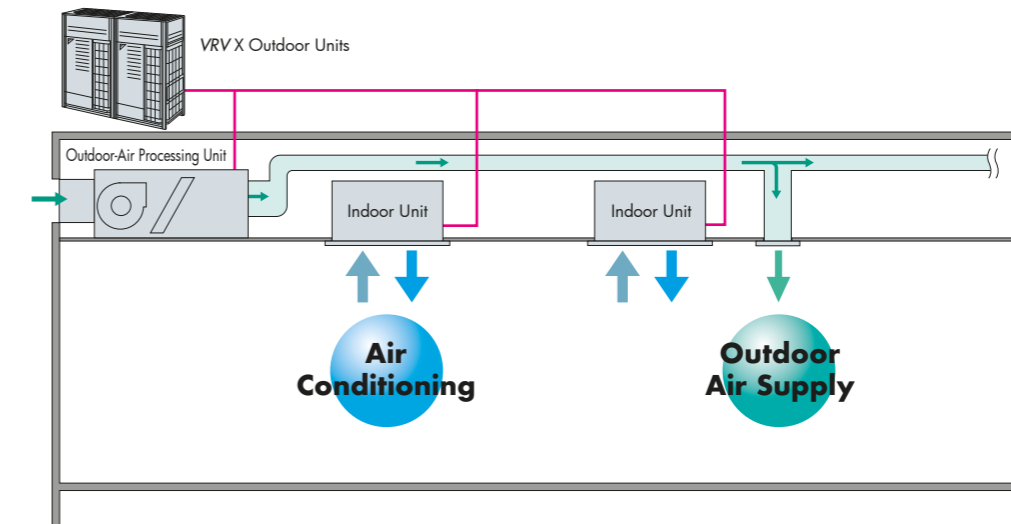 VRV X Outdoor Units
Outdoor-Air Processing Unit
Indoor Unit
Indoor Unit
Air
Conditioning
Outdoor
Air Supply